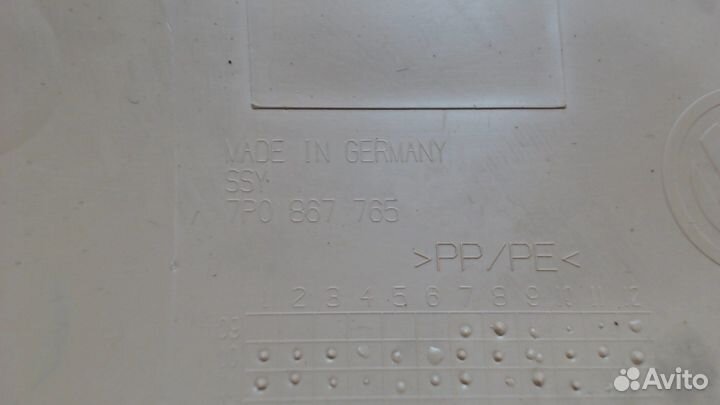 MADE IN GERMANY
SSY
7P0 867 765
>PP/PE<
1 2 3 4 5 6 7 8 9 10 11 12
09
Avito